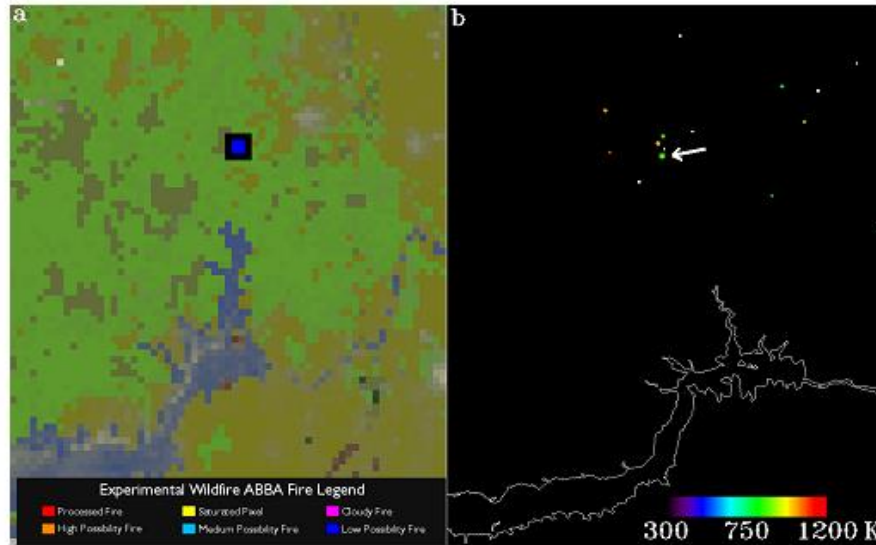 a
b
Experimental Wildfire ABBA Fire Legend
Processed Fire
Saturated Pixel
Cloudy Fire
High Possibility Fire
Medium Possibility Fire
Low Possibility Fire
300 750 1200 K